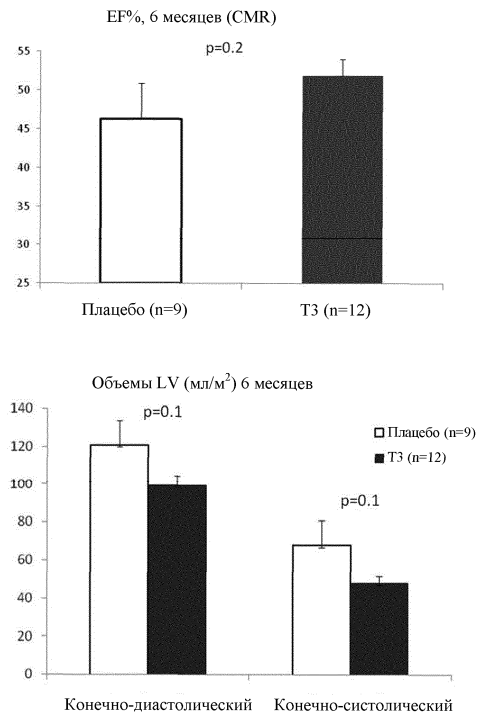 EF%, 6 месяцев (CMR)
p=0.2
55
50
45
40
35
30
25
Плацебо (n=9)
T3 (n=12)
Объемы LV (мл/м²) 6 месяцев
140
120
100
80
60
40
20
0
p=0.1
p=0.1
Плацебо (n=9)
T3 (n=12)
Конечно-диастолический
Конечно-систолический